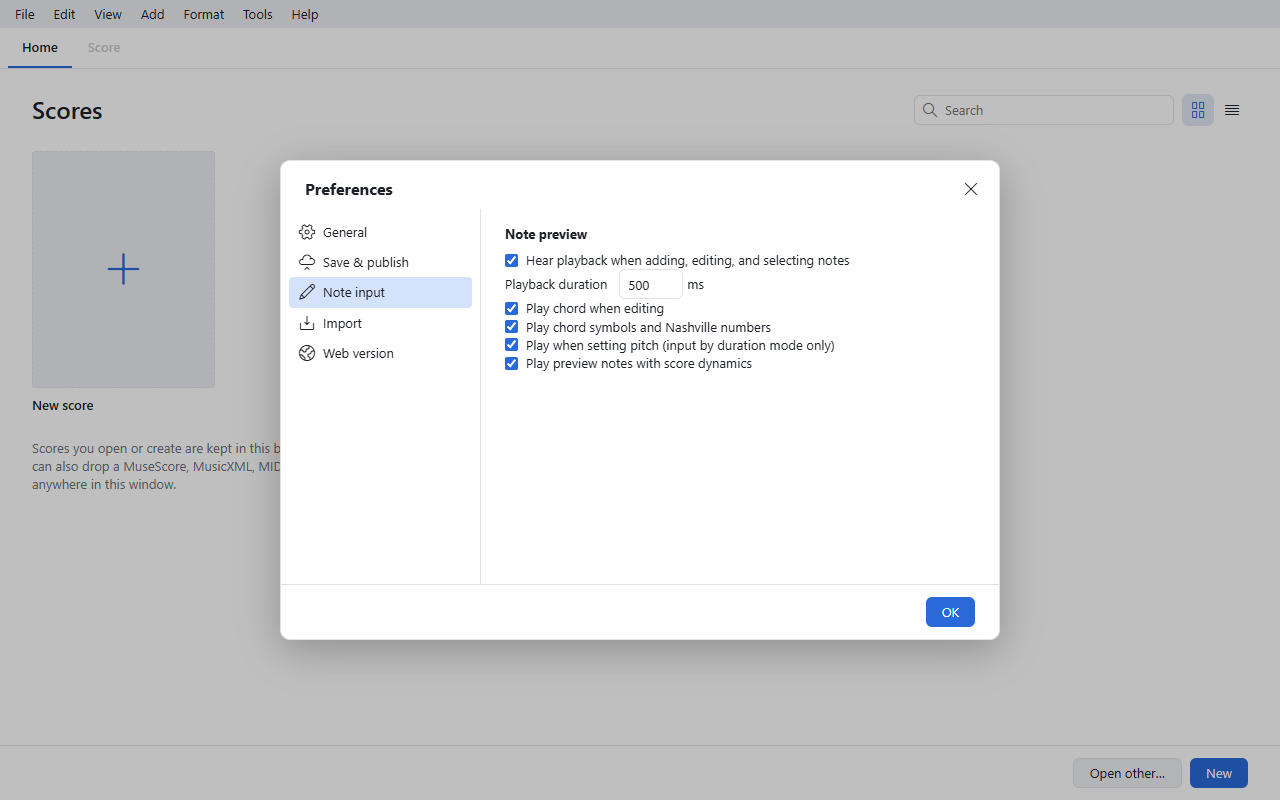 File Edit View Add Format Tools Help
Home Score
Scores
Search
New score
Scores you open or create are kept in this
can also drop a MuseScore, MusicXML,
anywhere in this window.
Preferences
General
Save & publish
Note input
Import
Web version
Note preview
Hear playback when adding, editing, and selecting notes
Playback duration 500 ms
Play chord when editing
Play chord symbols and Nashville numbers
Play when setting pitch (input by duration mode only)
Play preview notes with score dynamics
OK
Open other... New